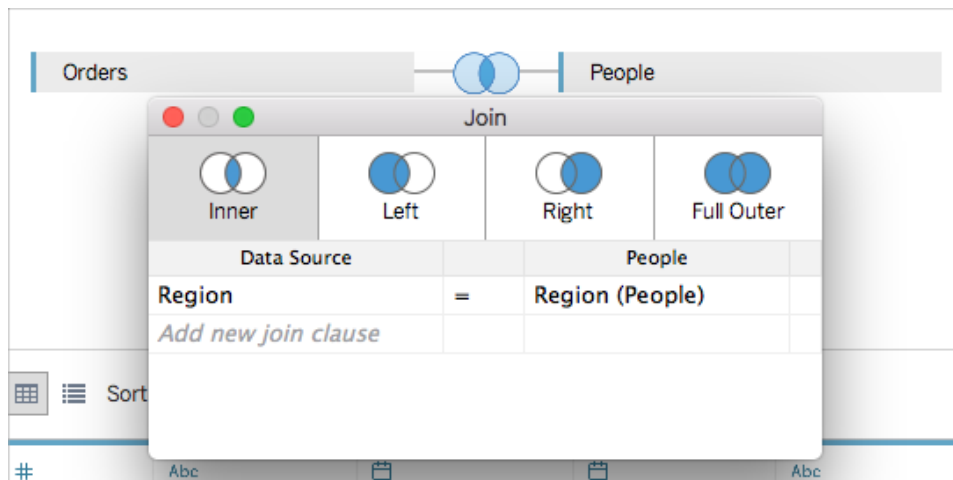 Orders People
Join
Inner Left Right Full Outer
Data Source People
Region = Region (People)
Add new join clause
Sort
# Abc Abc